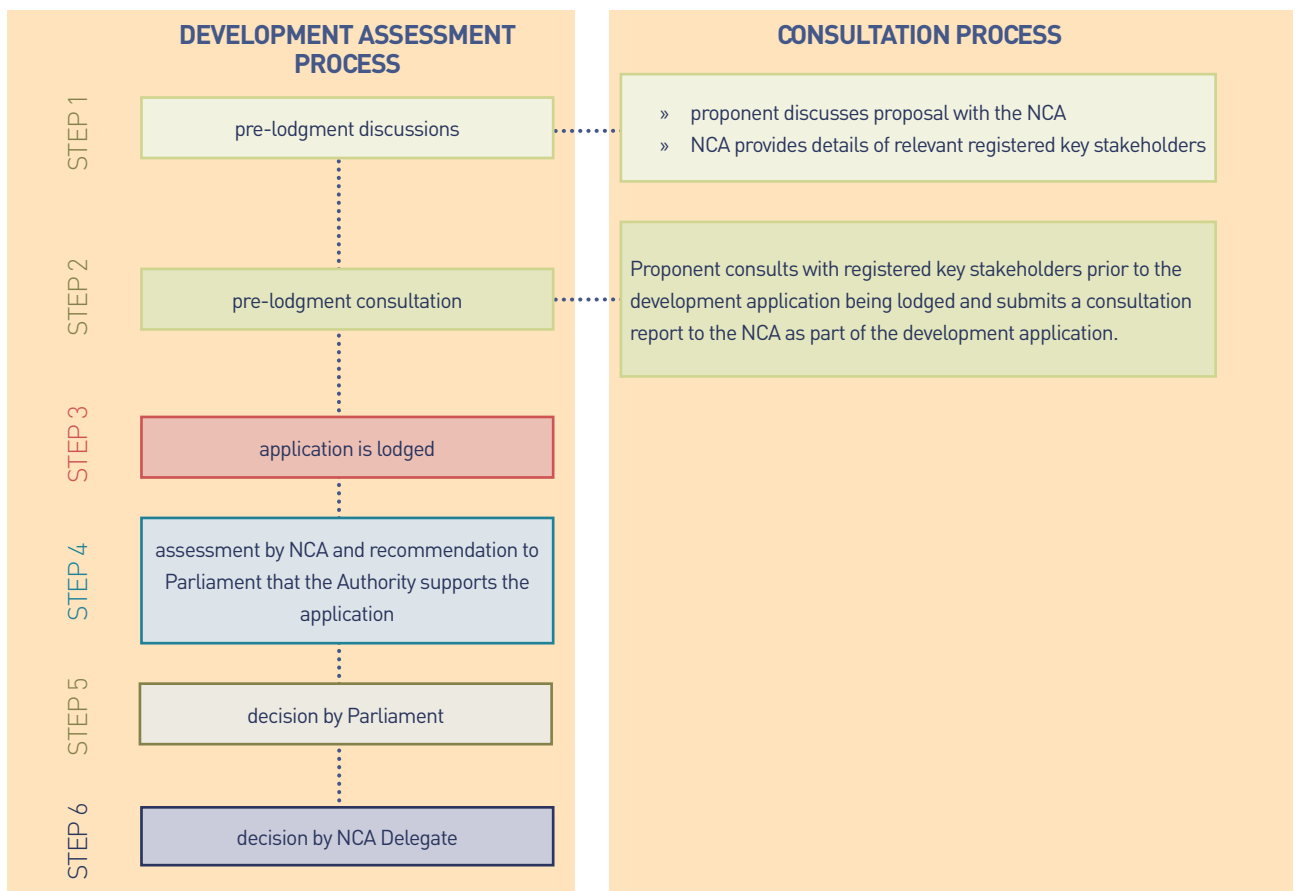 DEVELOPMENT ASSESSMENT
PROCESS
CONSULTATION PROCESS
STEP 1
pre-lodgment discussions
» proponent discusses proposal with the NCA
» NCA provides details of relevant registered key stakeholders
STEP 2
pre-lodgment consultation
Proponent consults with registered key stakeholders prior to the
development application being lodged and submits a consultation
report to the NCA as part of the development application.
STEP 3
application is lodged
STEP 4
assessment by NCA and recommendation to
Parliament that the Authority supports the
application
STEP 5
decision by Parliament
STEP 6
decision by NCA Delegate